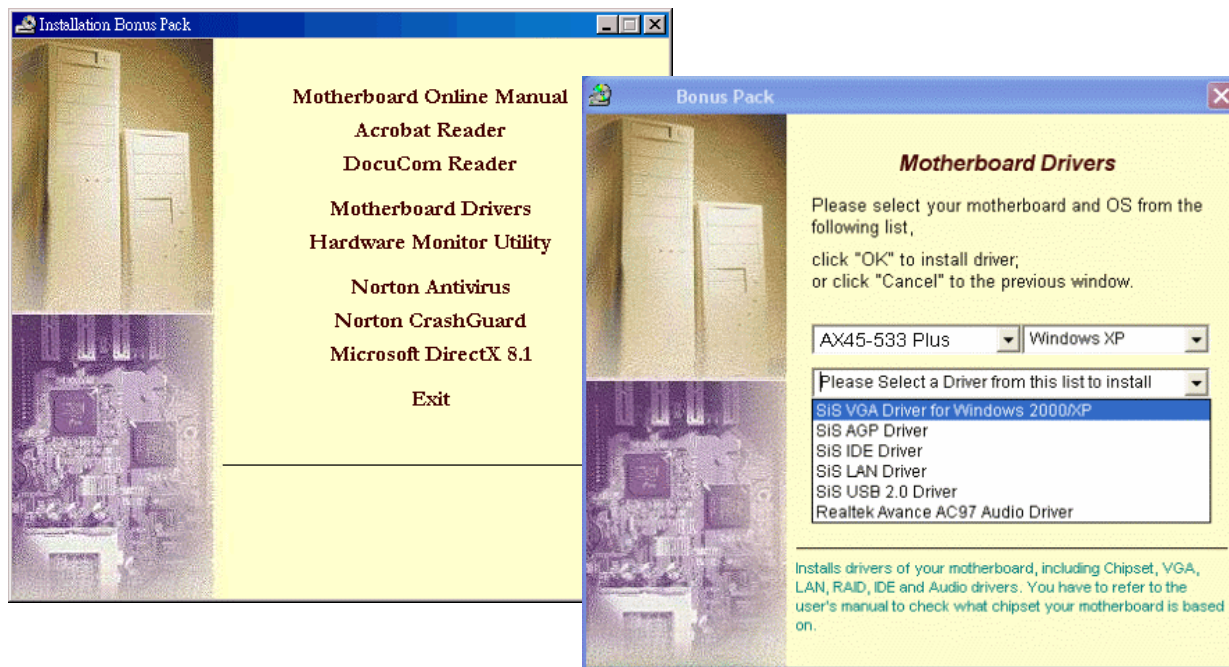 Installation Bonus Pack
Motherboard Online Manual
Acrobat Reader
DocuCom Reader
Motherboard Drivers
Hardware Monitor Utility
Norton Antivirus
Norton CrashGuard
Microsoft DirectX 8.1
Exit
Bonus Pack
Motherboard Drivers
Please select your motherboard and OS from the
following list,
click "OK" to install driver;
or click "Cancel" to the previous window.
AX45-533 Plus
Windows XP
Please Select a Driver from this list to install
SiS VGA Driver for Windows 2000/XP
SiS AGP Driver
SiS IDE Driver
SiS LAN Driver
SiS USB 2.0 Driver
Realtek Avance AC97 Audio Driver
Installs drivers of your motherboard, including Chipset, VGA,
LAN, RAID, IDE and Audio drivers. You have to refer to the
user's manual to check what chipset your motherboard is based
on.